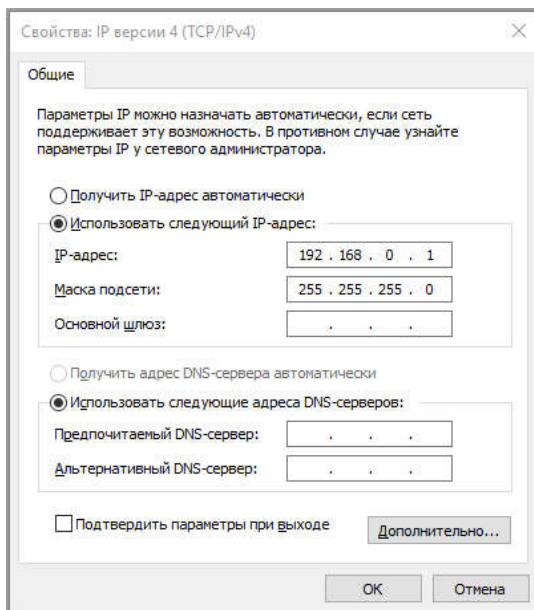 Свойства: IP версии 4 (TCP/IPv4)
Общие
Параметры IP можно назначать автоматически, если сеть
поддерживает эту возможность. В противном случае узнайте
параметры IP у сетевого администратора.
Получить IP-адрес автоматически
Использовать следующий IP-адрес:
IP-адрес: 192 . 168 . 0 . 1
Маска подсети: 255 . 255 . 255 . 0
Основной шлюз: . . .
Получить адрес DNS-сервера автоматически
Использовать следующие адреса DNS-серверов:
Предпочитаемый DNS-сервер: . . .
Альтернативный DNS-сервер: . . .
Подтвердить параметры при выходе
Дополнительно...
ОК Отмена